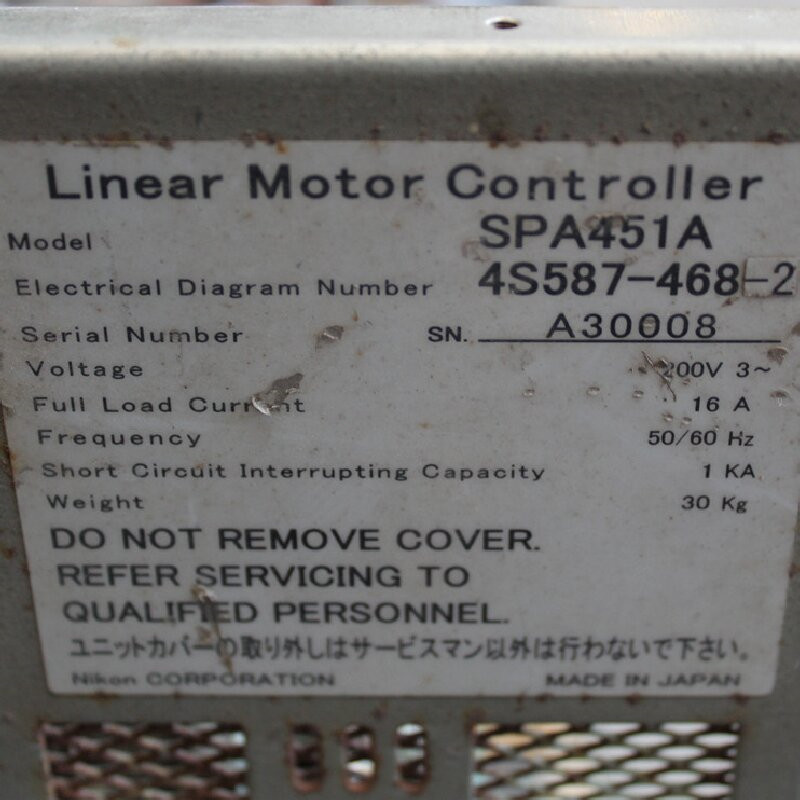 Linear Motor Controller
Model SPA451A
Electrical Diagram Number 4S587-468-2
Serial Number SN. A30008
Voltage 200V 3~
Full Load Current 16 A
Frequency 50/60 Hz
Short Circuit Interrupting Capacity 1 KA
Weight 30 Kg
DO NOT REMOVE COVER.
REFER SERVICING TO
QUALIFIED PERSONNEL.
ユニットカバーの取り外しはサービスマン以外は行わないで下さい。
Nikon CORPORATION MADE IN JAPAN